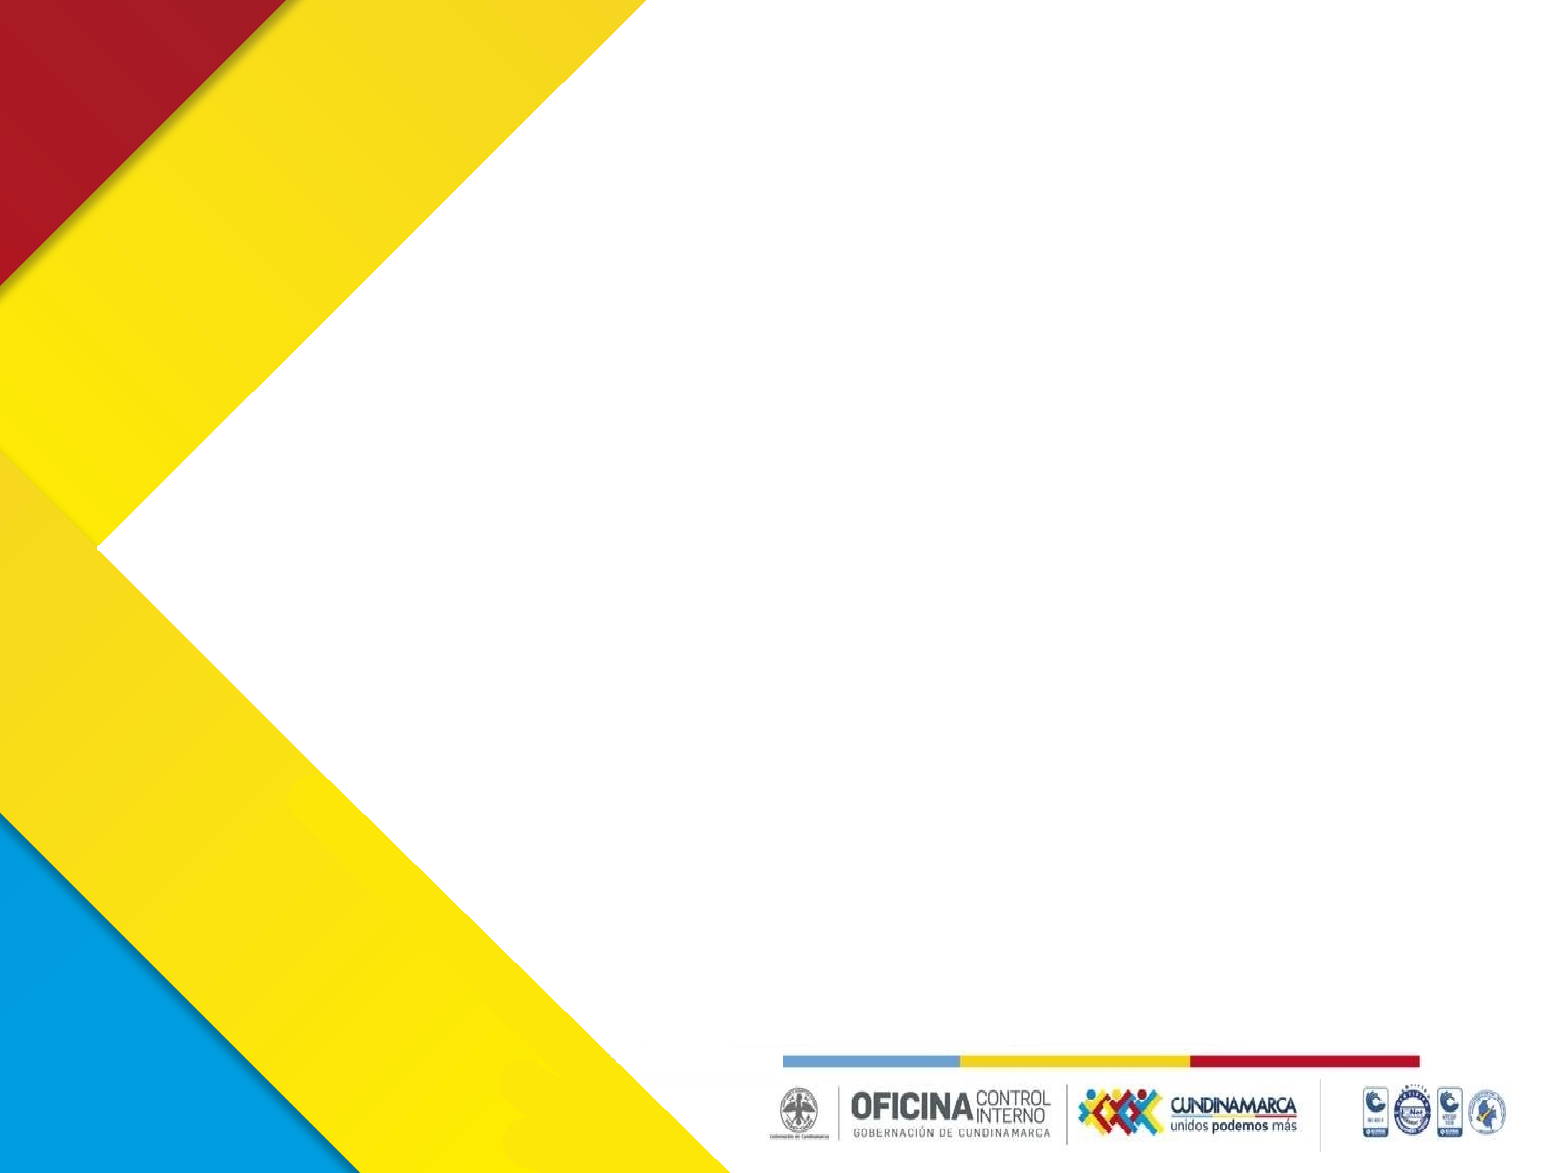 OFICINA CONTROL INTERNO
GOBERNACIÓN DE CUNDINAMARCA
CUNDINAMARCA
unidos podemos más